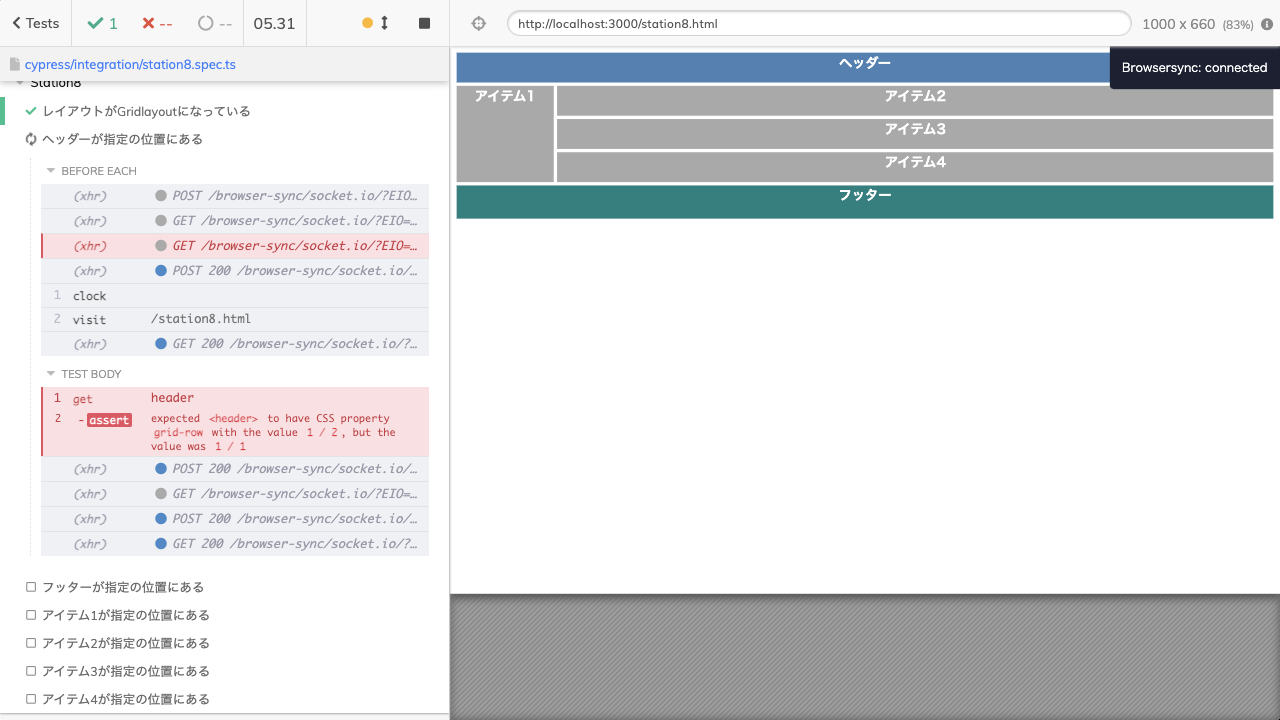 Tests
1
--
--
05.31
http://localhost:3000/station8.html
1000 x 660 (83%)
cypress/integration/station8.spec.ts
Station8
レイアウトがGridlayoutになっている
ヘッダーが指定の位置にある
BEFORE EACH
(xhr) POST /browser-sync/socket.io/?EIO...
(xhr) GET /browser-sync/socket.io/?EIO=...
(xhr) GET /browser-sync/socket.io/?EIO=...
(xhr) POST 200 /browser-sync/socket.io/...
1 clock
2 visit /station8.html
(xhr) GET 200 /browser-sync/socket.io/?...
TEST BODY
1 get header
2 -assert expected <header> to have CSS property
grid-row with the value 1 / 2, but the
value was 1 / 1
(xhr) POST 200 /browser-sync/socket.io/...
(xhr) GET /browser-sync/socket.io/?EIO=...
(xhr) POST 200 /browser-sync/socket.io/...
(xhr) GET 200 /browser-sync/socket.io/?...
フッターが指定の位置にある
アイテム1が指定の位置にある
アイテム2が指定の位置にある
アイテム3が指定の位置にある
アイテム4が指定の位置にある
ヘッダー
Browsersync: connected
アイテム1
アイテム2
アイテム3
アイテム4
フッター